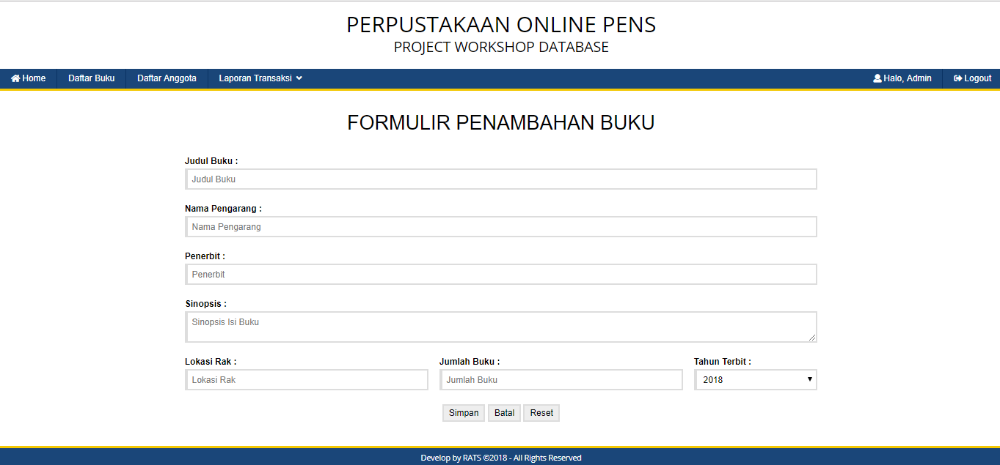 PERPUSTAKAAN ONLINE PENS
PROJECT WORKSHOP DATABASE
Home Daftar Buku Daftar Anggota Laporan Transaksi Halo, Admin Logout
FORMULIR PENAMBAHAN BUKU
Judul Buku :
Judul Buku
Nama Pengarang :
Nama Pengarang
Penerbit :
Penerbit
Sinopsis :
Sinopsis Isi Buku
Lokasi Rak : Jumlah Buku : Tahun Terbit :
Lokasi Rak Jumlah Buku 2018
Simpan Batal Reset
Develop by RATS ©2018 - All Rights Reserved